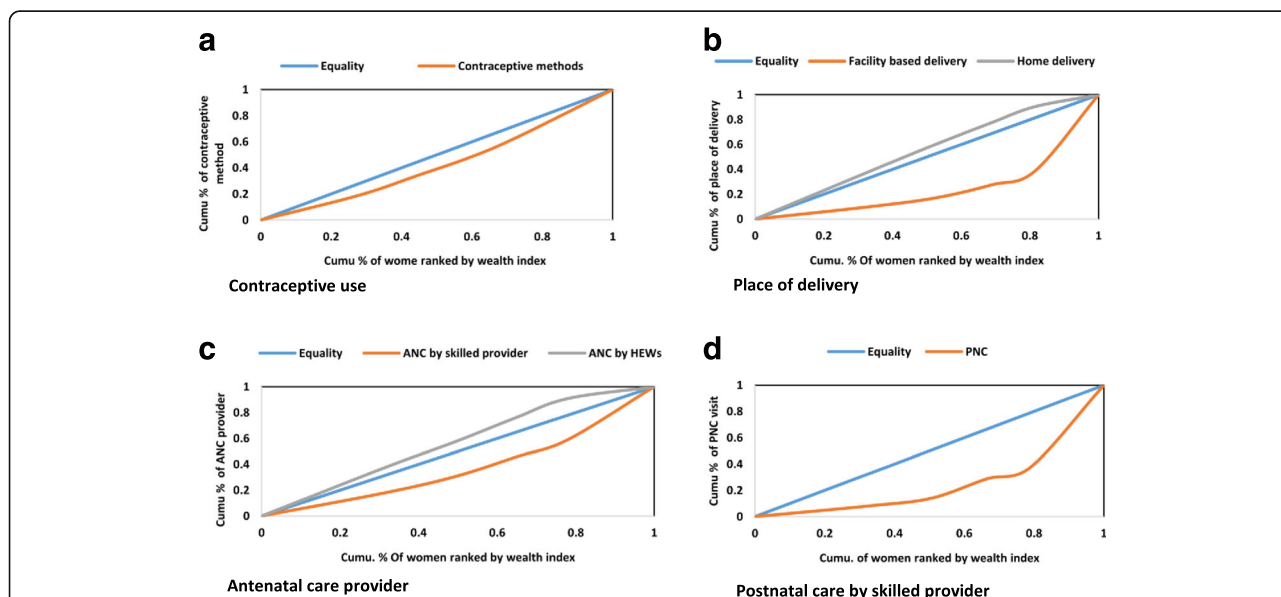 a
Equality Contraceptive methods
Cumu % of contraceptive
method
1
0.8
0.6
0.4
0.2
0
0 0.2 0.4 0.6 0.8 1
Cumu % of wome ranked by wealth index
Contraceptive use
b
Equality Facility based delivery Home delivery
Cumu % of place of delivery
1
0.8
0.6
0.4
0.2
0
0 0.2 0.4 0.6 0.8 1
Cumu. % Of women ranked by wealth index
Place of delivery
c
Equality ANC by skilled provider ANC by HEWs
Cumu % of ANC provider
1
0.8
0.6
0.4
0.2
0
0 0.2 0.4 0.6 0.8 1
Cumu. % Of women ranked by wealth index
Antenatal care provider
d
Equality PNC
Cumu % of PNC visit
1
0.8
0.6
0.4
0.2
0
0 0.2 0.4 0.6 0.8 1
Cumu. of women ranked by wealth index
Postnatal care by skilled provider